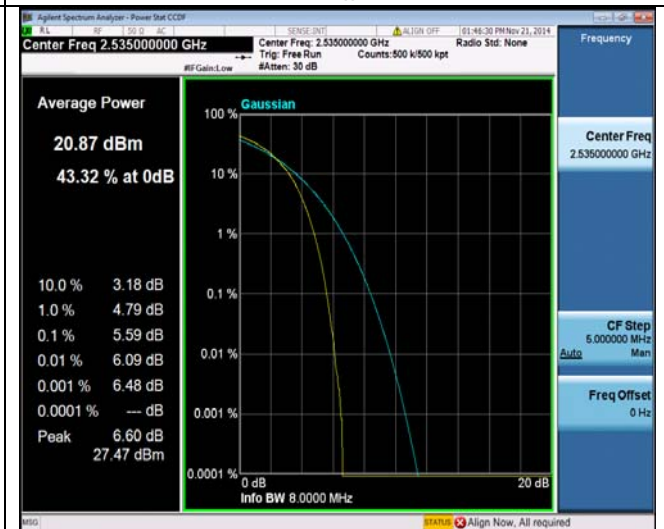 Agilent Spectrum Analyzer - Power Stat CCDF
RL RF 50 Ω AC SENSE:INT ALIGN OFF 01:46:30 PM Nov 21, 2014
Center Freq 2.535000000 GHz
Center Freq: 2.535000000 GHz Radio Std: None
Trig: Free Run Counts:500 k/500 kpt
#IFGain:Low #Atten: 30 dB
Frequency
Average Power
20.87 dBm
43.32 % at 0dB
10.0 % 3.18 dB
1.0 % 4.79 dB
0.1 % 5.59 dB
0.01 % 6.09 dB
0.001 % 6.48 dB
0.0001 % --- dB
Peak 6.60 dB
27.47 dBm
Gaussian
100 %
10 %
1 %
0.1 %
0.01 %
0.001 %
0.0001 %
0 dB 20 dB
Info BW 8.0000 MHz
Center Freq
2.535000000 GHz
CF Step
5.000000 MHz
Auto Man
Freq Offset
0 Hz
MSG STATUS Align Now, All required